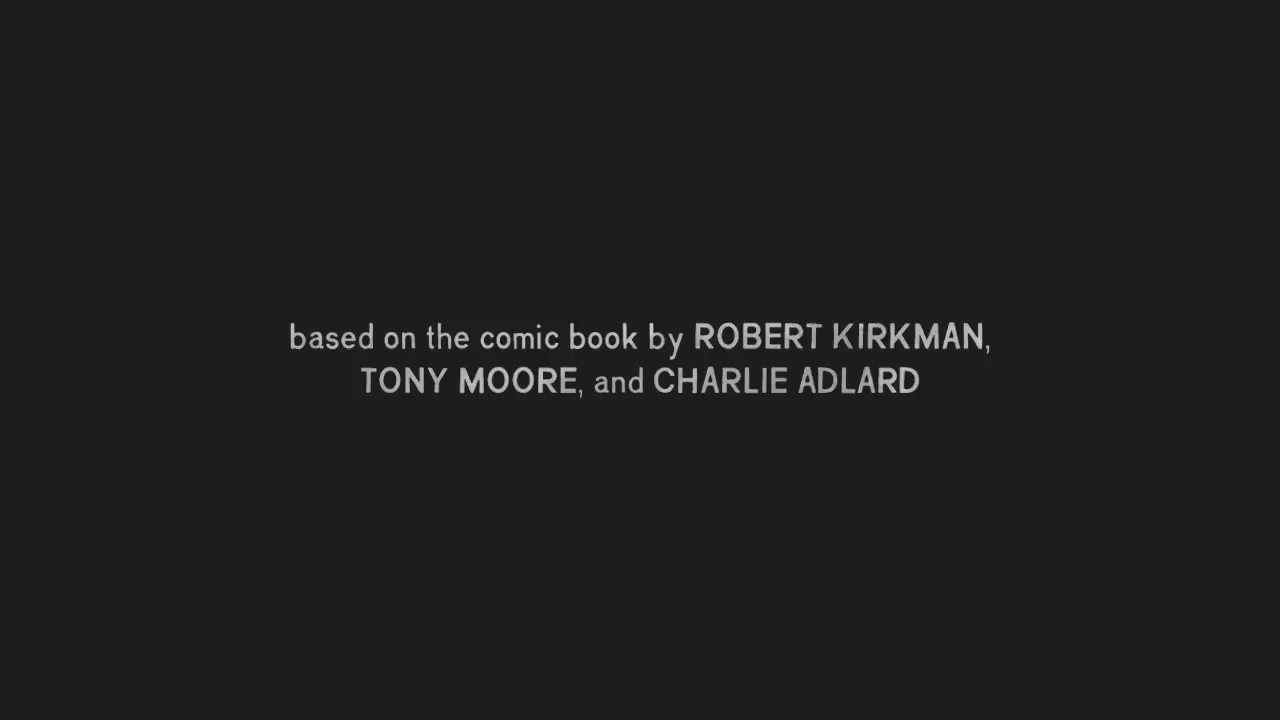 based on the comic book by ROBERT KIRKMAN,
TONY MOORE, and CHARLIE ADLARD